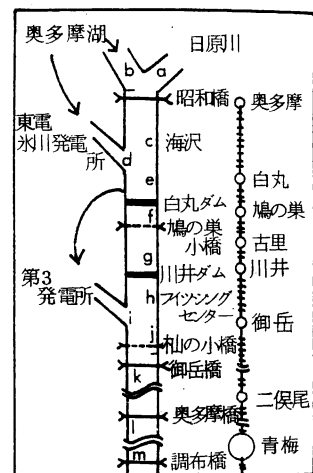 奥多摩湖
日原川
b
a
昭和橋
奥多摩
東電
氷川発電
所
c
海沢
d
e
白丸
白丸ダム
f
鳩の巣
小橋
鳩の巣
古里
g
川井ダム
川井
第3
発電所
h
フイッシング
センター
i
御岳
j
杣の小橋
御岳橋
k
二俣尾
奥多摩橋
l
青梅
m
調布橋